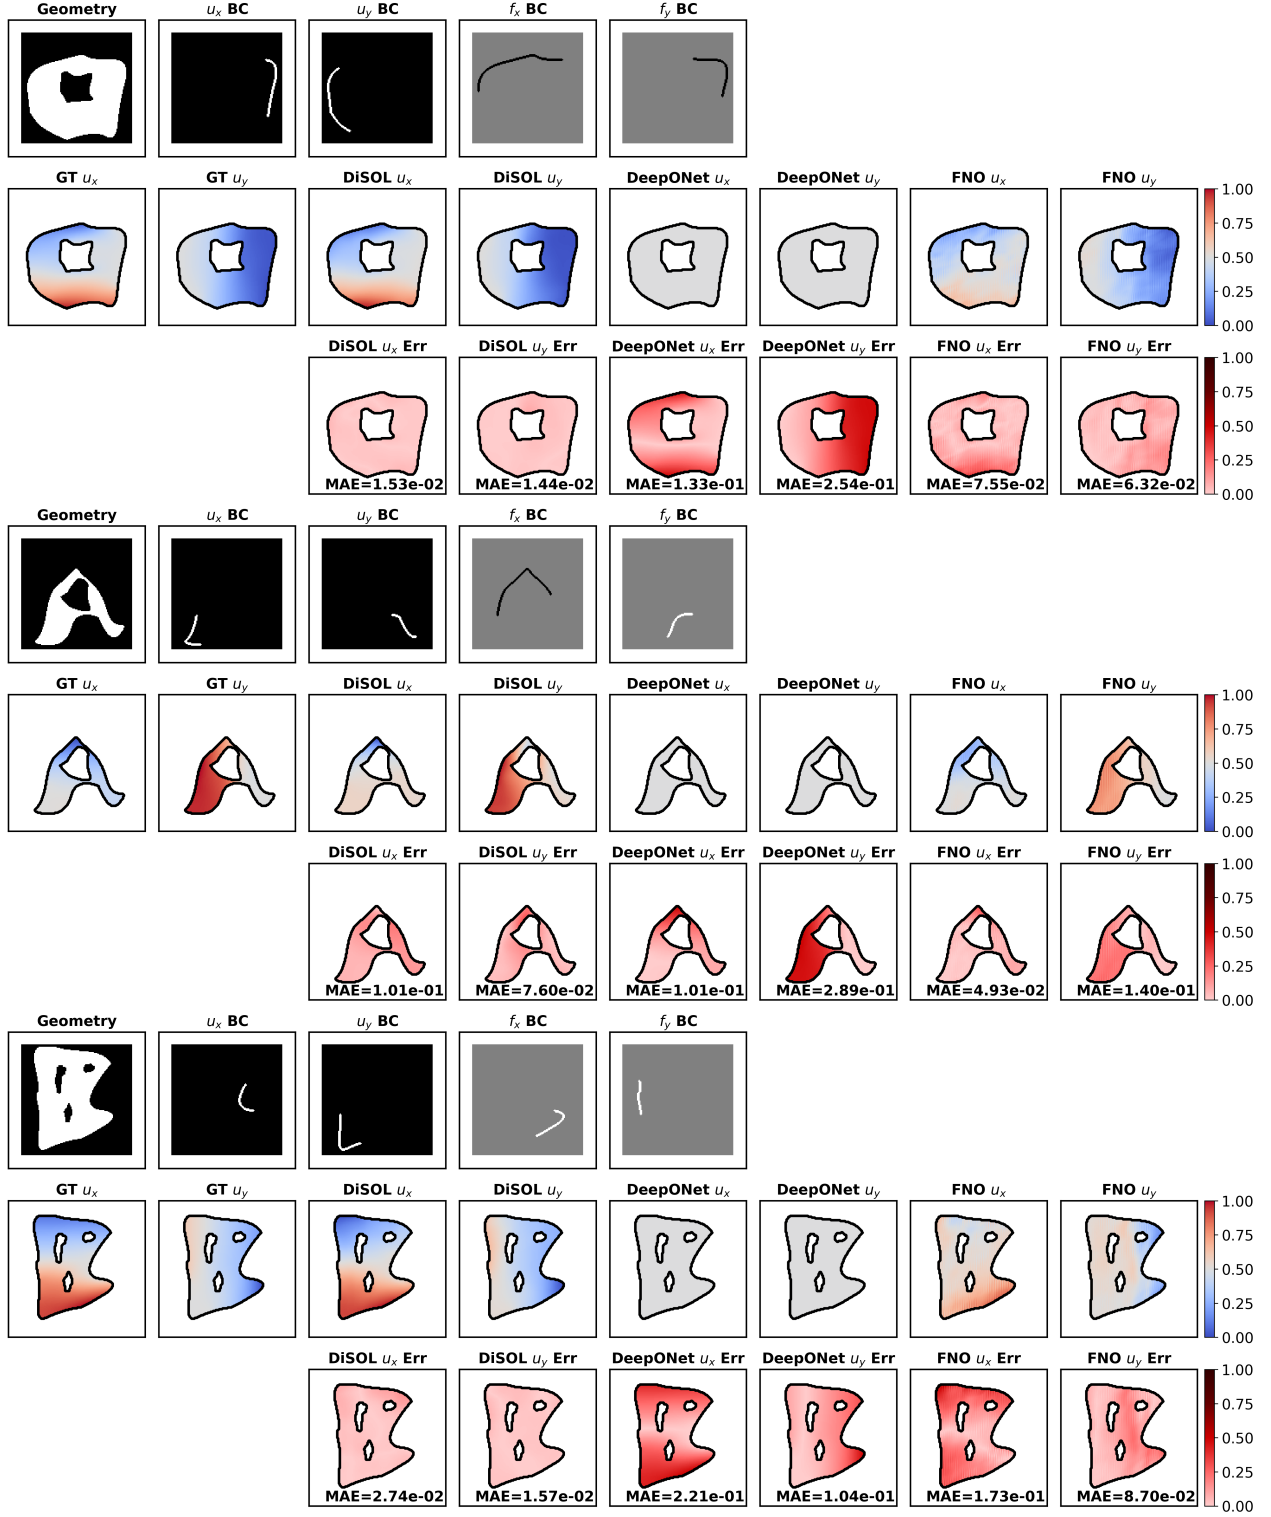 Geometry u_x BC u_y BC f_x BC f_y BC
GT u_x GT u_y DiSOL u_x DiSOL u_y DeepONet u_x DeepONet u_y FNO u_x FNO u_y
1.00
0.75
0.50
0.25
0.00
DiSOL u_x Err DiSOL u_y Err DeepONet u_x Err DeepONet u_y Err FNO u_x Err FNO u_y Err
1.00
0.75
0.50
0.25
0.00
MAE=1.53e-02 MAE=1.44e-02 MAE=1.33e-01 MAE=2.54e-01 MAE=7.55e-02 MAE=6.32e-02
Geometry u_x BC u_y BC f_x BC f_y BC
GT u_x GT u_y DiSOL u_x DiSOL u_y DeepONet u_x DeepONet u_y FNO u_x FNO u_y
1.00
0.75
0.50
0.25
0.00
DiSOL u_x Err DiSOL u_y Err DeepONet u_x Err DeepONet u_y Err FNO u_x Err FNO u_y Err
1.00
0.75
0.50
0.25
0.00
MAE=1.01e-01 MAE=7.60e-02 MAE=1.01e-01 MAE=2.89e-01 MAE=4.93e-02 MAE=1.40e-01
Geometry u_x BC u_y BC f_x BC f_y BC
GT u_x GT u_y DiSOL u_x DiSOL u_y DeepONet u_x DeepONet u_y FNO u_x FNO u_y
1.00
0.75
0.50
0.25
0.00
DiSOL u_x Err DiSOL u_y Err DeepONet u_x Err DeepONet u_y Err FNO u_x Err FNO u_y Err
1.00
0.75
0.50
0.25
0.00
MAE=2.74e-02 MAE=1.57e-02 MAE=2.21e-01 MAE=1.04e-01 MAE=1.73e-01 MAE=8.70e-02